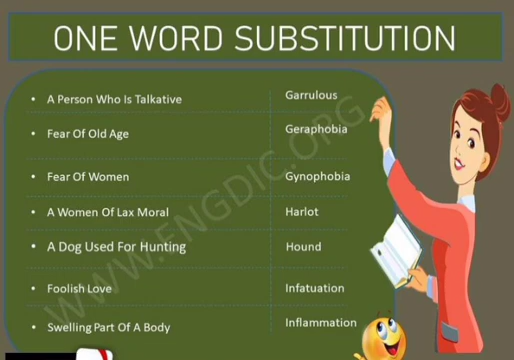 ONE WORD SUBSTITUTION
• A Person Who Is Talkative Garrulous
• Fear Of Old Age Geraphobia
• Fear Of Women Gynophobia
• A Women Of Lax Moral Harlot
• A Dog Used For Hunting Hound
• Foolish Love Infatuation
• Swelling Part Of A Body Inflammation
WWW.ENGDIC.ORG